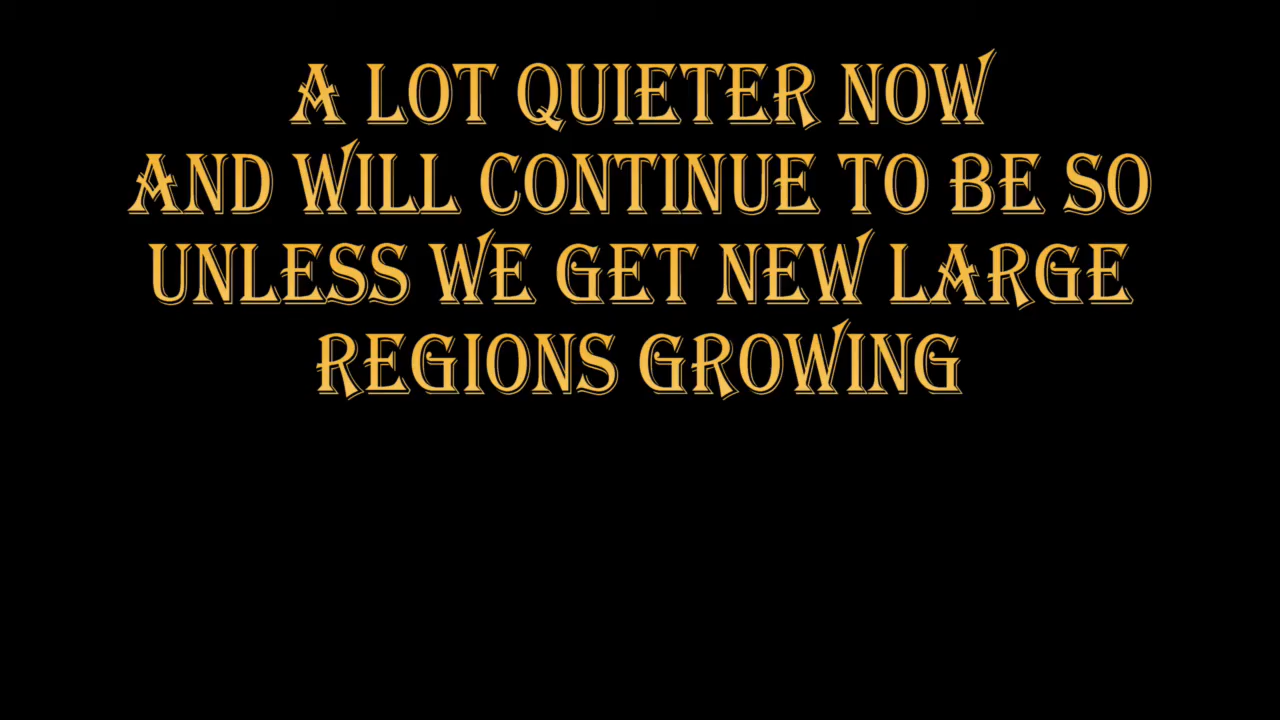 A LOT QUIETER NOW
AND WILL CONTINUE TO BE SO
UNLESS WE GET NEW LARGE
REGIONS GROWING